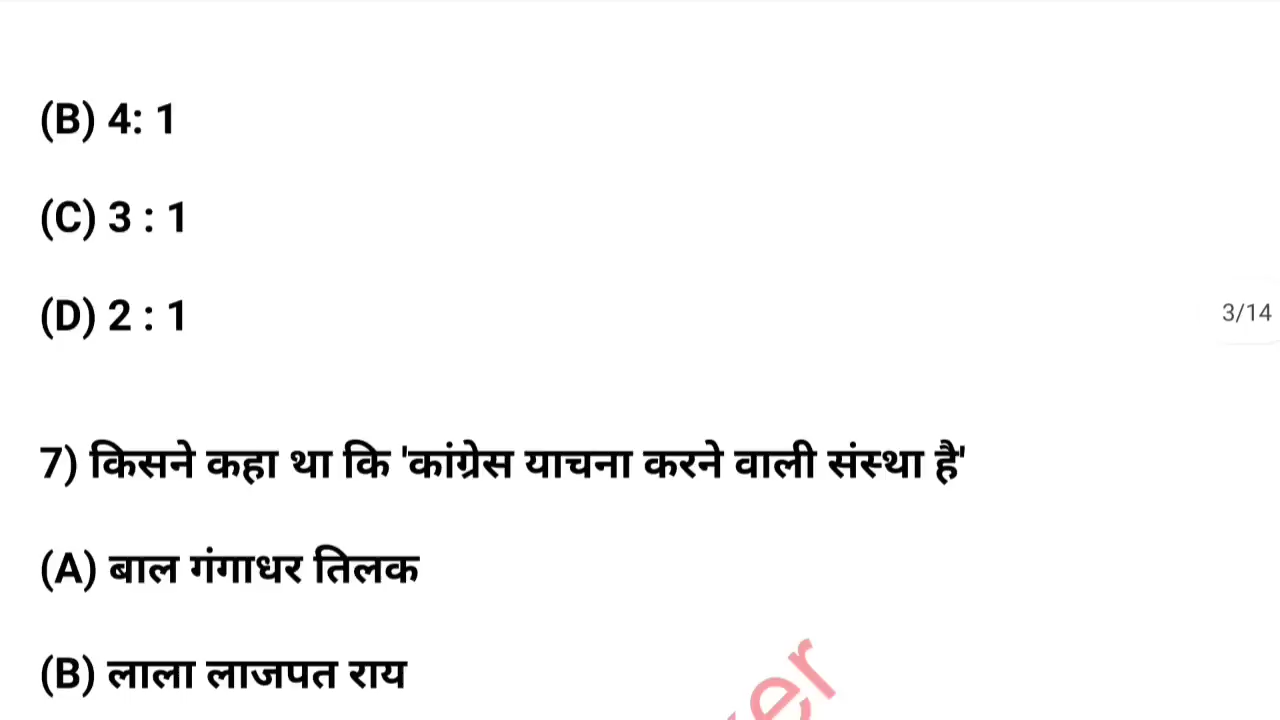 (B) 4: 1
(C) 3 : 1
(D) 2 : 1
3/14
7) किसने कहा था कि 'कांग्रेस याचना करने वाली संस्था है'
(A) बाल गंगाधर तिलक
(B) लाला लाजपत राय